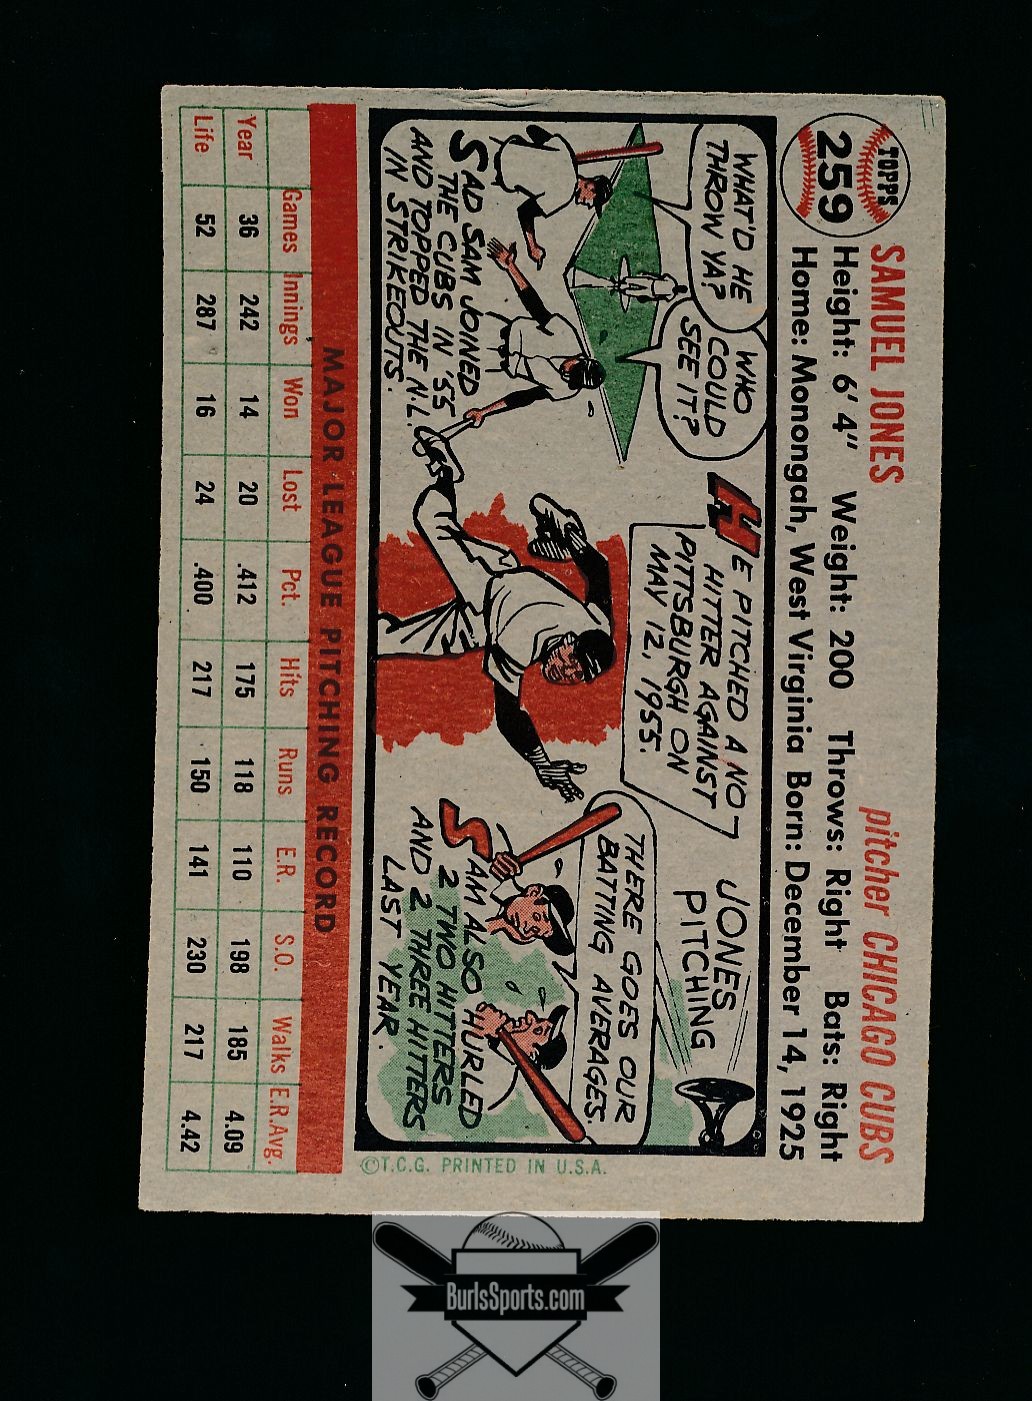 TOPPS
259
SAMUEL JONES
pitcher CHICAGO CUBS
Height: 6' 4" Weight: 200 Throws: Right Bats: Right
Home: Monongah, West Virginia Born: December 14, 1925
WHAT'D HE
THROW YA?
WHO
COULD
SEE IT?
SAD SAM JOINED
THE CUBS IN '55
AND TOPPED THE N.L.
IN STRIKEOUTS.
HE PITCHED A NO
HITTER AGAINST
PITTSBURGH ON
MAY 12, 1955.
JONES
PITCHING
THERE GOES OUR
BATTING AVERAGES.
SAM ALSO HURLED
2 TWO HITTERS
AND 2 THREE HITTERS
LAST YEAR.
©T.C.G. PRINTED IN U.S.A.
MAJOR LEAGUE PITCHING RECORD
Games Innings Won Lost Pct. Hits Runs E.R. S.O. Walks E.R.Avg.
Year 36 242 14 20 .412 175 118 110 198 185 4.09
Life 52 287 16 24 .400 217 150 141 230 217 4.42
BurlsSports.com